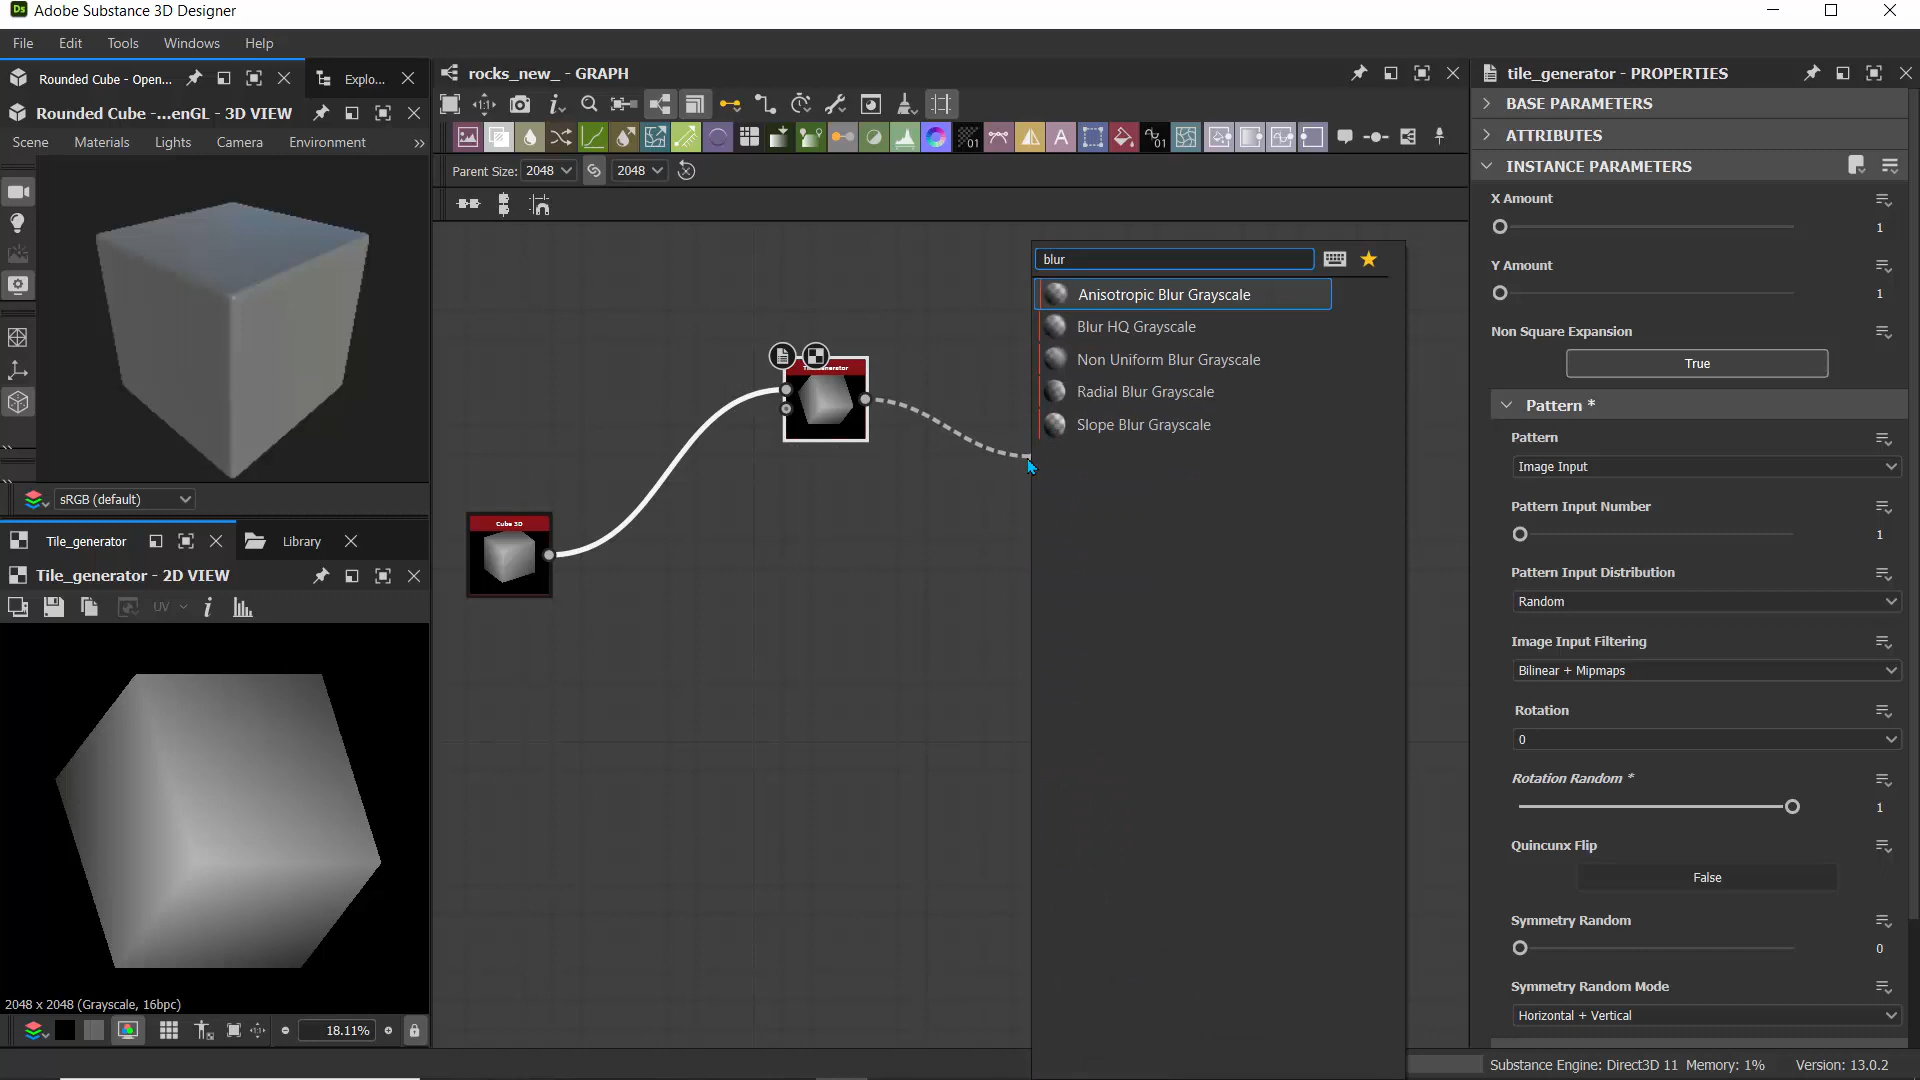 Ds Adobe Substance 3D Designer
File Edit Tools Windows Help
Rounded Cube - Open...
Explo...
Rounded Cube -...enGL - 3D VIEW
Scene Materials Lights Camera Environment »
sRGB (default)
Tile_generator
Library
Tile_generator - 2D VIEW
UV
2048 x 2048 (Grayscale, 16bpc)
18.11%
rocks_new_ - GRAPH
Parent Size: 2048 2048
blur
Anisotropic Blur Grayscale
Blur HQ Grayscale
Non Uniform Blur Grayscale
Radial Blur Grayscale
Slope Blur Grayscale
Cube 3D
tile_generator - PROPERTIES
BASE PARAMETERS
ATTRIBUTES
INSTANCE PARAMETERS
X Amount
1
Y Amount
1
Non Square Expansion
True
Pattern *
Pattern
Image Input
Pattern Input Number
1
Pattern Input Distribution
Random
Image Input Filtering
Bilinear + Mipmaps
Rotation
0
Rotation Random *
1
Quincunx Flip
False
Symmetry Random
0
Symmetry Random Mode
Horizontal + Vertical
Substance Engine: Direct3D 11 Memory: 1% Version: 13.0.2